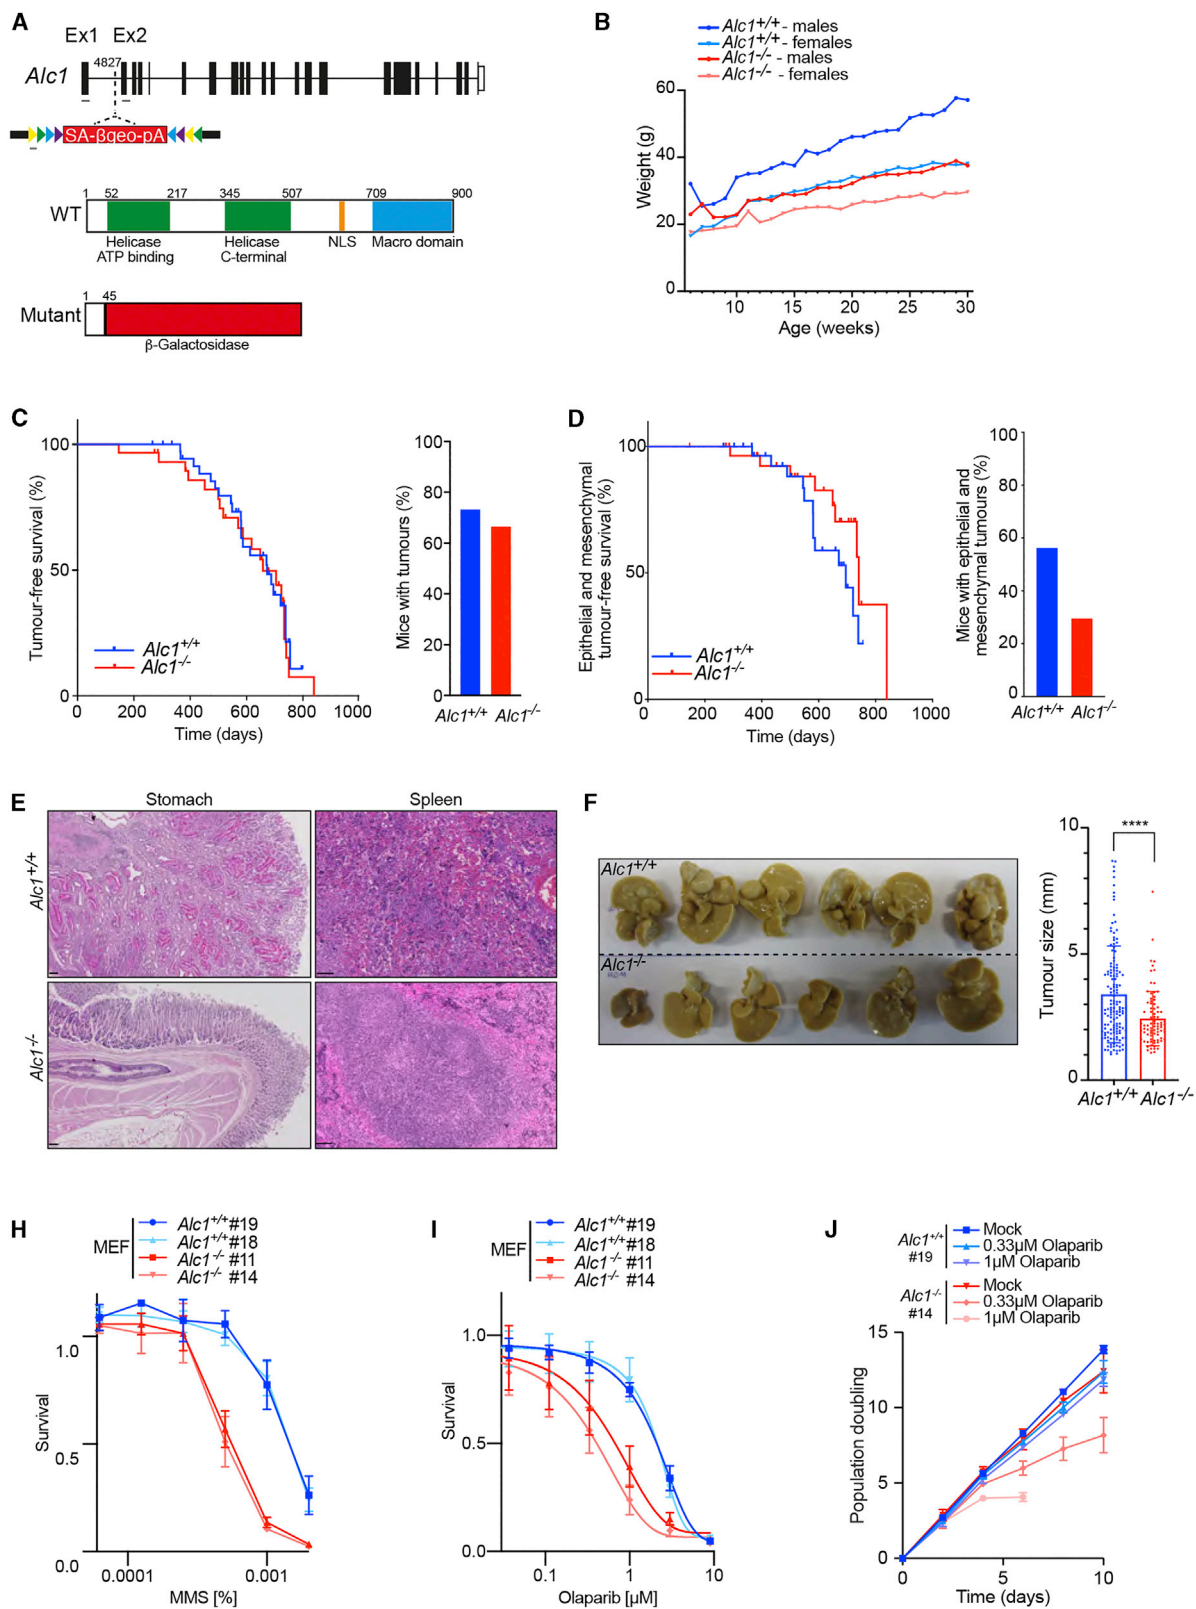 A
Ex1 Ex2
Alc1
4827
SA-βgeo-pA
1 52 217 345 507 709 900
WT
Helicase
ATP binding
Helicase
C-terminal
NLS
Macro domain
1 45
Mutant
β-Galactosidase
B
Alc1+/+ - males
Alc1+/+ - females
Alc1-/- - males
Alc1-/- - females
Weight (g)
60
40
20
0
10 15 20 25 30
Age (weeks)
C
Tumour-free survival (%)
100
50
0
Alc1+/+
Alc1-/-
0 200 400 600 800 1000
Time (days)
Mice with tumours (%)
100
80
60
40
20
0
Alc1+/+ Alc1-/-
D
Epithelial and mesenchymal
tumour-free survival (%)
100
50
0
Alc1+/+
Alc1-/-
0 200 400 600 800 1000
Time (days)
Mice with epithelial and
mesenchymal tumours (%)
100
80
60
40
20
0
Alc1+/+ Alc1-/-
E
Stomach Spleen
Alc1+/+
Alc1-/-
F
Alc1+/+
Alc1-/-
Tumour size (mm)
10
5
0
****
Alc1+/+ Alc1-/-
H
MEF
Alc1+/+ #19
Alc1+/+ #18
Alc1-/- #11
Alc1-/- #14
Survival
1.0
0.5
0.0
0.0001 0.001
MMS [%]
I
MEF
Alc1+/+ #19
Alc1+/+ #18
Alc1-/- #11
Alc1-/- #14
Survival
1.0
0.5
0.0
0.1 1 10
Olaparib [µM]
J
Alc1+/+
#19
Mock
0.33µM Olaparib
1µM Olaparib
Alc1-/-
#14
Mock
0.33µM Olaparib
1µM Olaparib
Population doubling
15
10
5
0
0 5 10
Time (days)